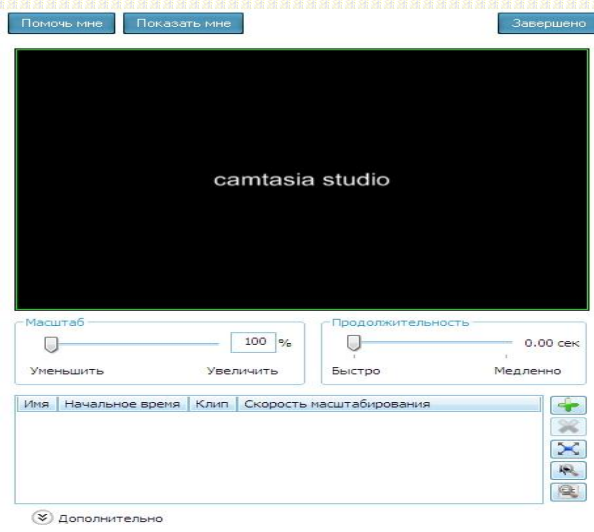 Помочь мне Показать мне Завершено
camtasia studio
Масштаб Продолжительность
100 % 0.00 сек
Уменьшить Увеличить Быстро Медленно
Имя Начальное время Клип Скорость масштабирования
Дополнительно